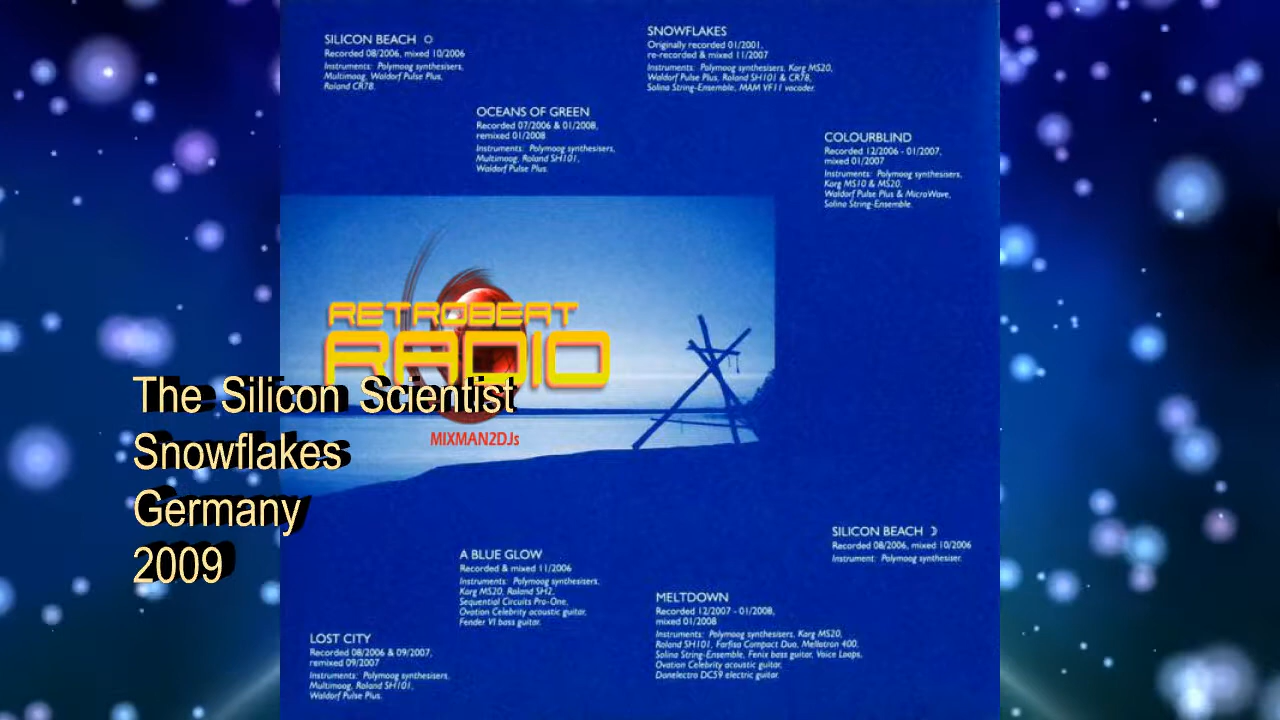 SILICON BEACH
Recorded 08/2006, mixed 10/2006
Instruments: Polymoog synthesisers,
Multimoog, Waldorf Pulse Plus,
Roland CR78.
SNOWFLAKES
Originally recorded 01/2001,
re-recorded & mixed 11/2007
Instruments: Polymoog synthesisers, Korg MS20,
Waldorf Pulse Plus, Roland SH101 & CR78,
Solina String-Ensemble, MAM VF11 vocoder.
OCEANS OF GREEN
Recorded 07/2006 & 01/2008,
remixed 01/2008
Instruments: Polymoog synthesisers,
Multimoog, Roland SH101,
Waldorf Pulse Plus.
COLOURBLIND
Recorded 12/2006 - 01/2007,
mixed 01/2007
Instruments: Polymoog synthesisers,
Korg MS10 & MS20,
Waldorf Pulse Plus & MicroWave,
Solina String-Ensemble.
RETROBEAT
RADIO
MIXMAN2DJs
The Silicon Scientist
Snowflakes
Germany
2009
SILICON BEACH
Recorded 08/2006, mixed 10/2006
Instrument: Polymoog synthesiser.
A BLUE GLOW
Recorded & mixed 11/2006
Instruments: Polymoog synthesisers,
Korg MS20, Roland SH2,
Sequential Circuits Pro-One,
Ovation Celebrity acoustic guitar,
Fender VI bass guitar.
MELTDOWN
Recorded 12/2007 - 01/2008,
mixed 01/2008
Instruments: Polymoog synthesisers, Korg MS20,
Roland SH101, Farfisa Compact Duo, Mellotron 400,
Solina String-Ensemble, Fenix bass guitar, Voice Loops,
Ovation Celebrity acoustic guitar,
Danelectro DC59 electric guitar.
LOST CITY
Recorded 08/2006 & 09/2007,
remixed 09/2007
Instruments: Polymoog synthesisers,
Multimoog, Roland SH101,
Waldorf Pulse Plus.